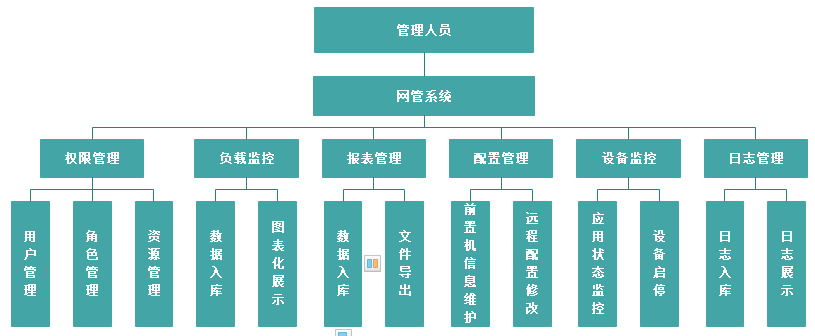 管理人员
网管系统
权限管理
负载监控
报表管理
配置管理
设备监控
日志管理
用户管理
角色管理
资源管理
数据入库
图表化展示
数据入库
文件导出
前置机信息维护
远程配置修改
应用状态监控
设备启停
日志入库
日志展示